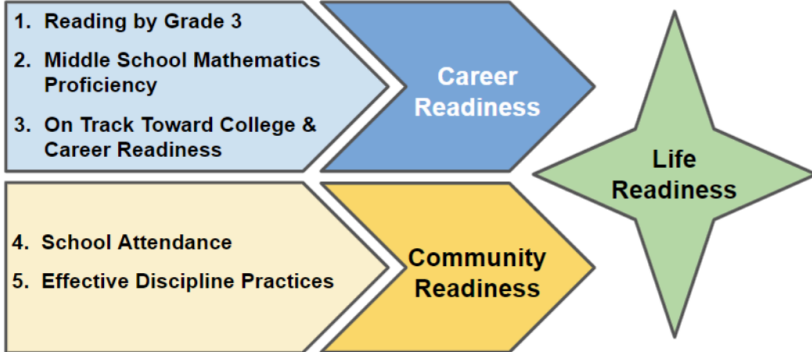 1. Reading by Grade 3
2. Middle School Mathematics
Proficiency
3. On Track Toward College &
Career Readiness
Career
Readiness
4. School Attendance
5. Effective Discipline Practices
Community
Readiness
Life
Readiness